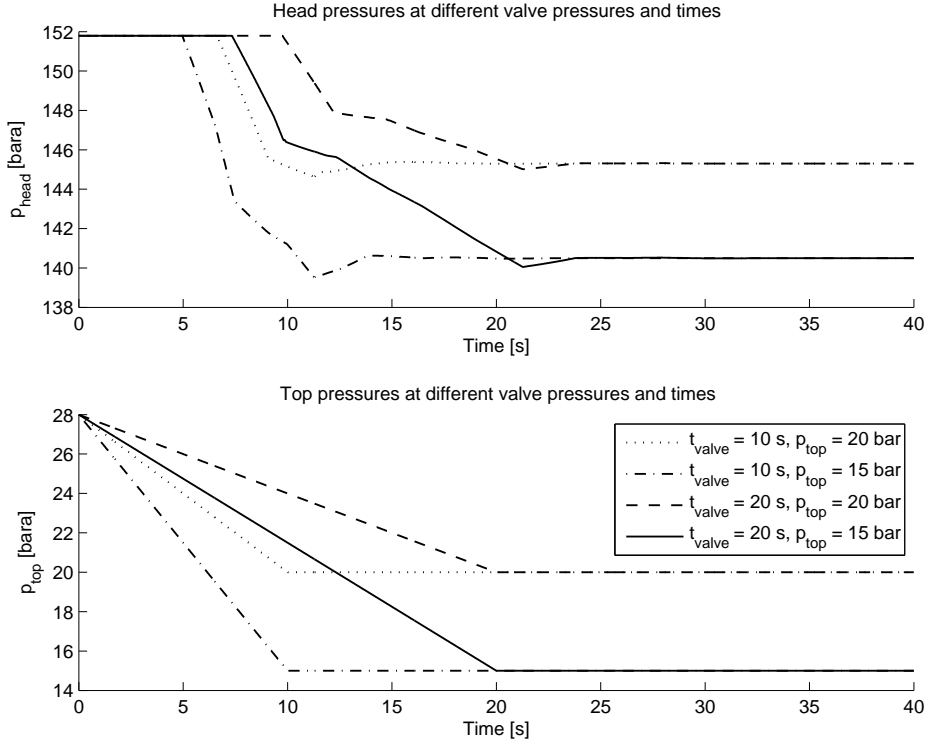 Head pressures at different valve pressures and times
152
150
148
146
144
142
140
138
p_head [bara]
0 5 10 15 20 25 30 35 40
Time [s]
Top pressures at different valve pressures and times
28
26
24
22
20
18
16
14
p_top [bara]
t_valve = 10 s, p_top = 20 bar
t_valve = 10 s, p_top = 15 bar
t_valve = 20 s, p_top = 20 bar
t_valve = 20 s, p_top = 15 bar
0 5 10 15 20 25 30 35 40
Time [s]